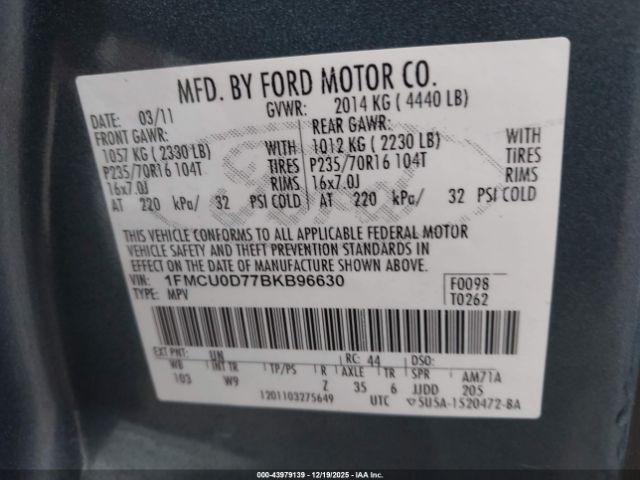 MFD. BY FORD MOTOR CO.
DATE: 03/11 GVWR: 2014 KG ( 4440 LB)
FRONT GAWR: REAR GAWR:
1057 KG ( 2330 LB) WITH 1012 KG ( 2230 LB) WITH
P235/70R16 104T TIRES P235/70R16 104T TIRES
16x7.0J RIMS 16x7.0J RIMS
AT 220 kPa/ 32 PSI COLD AT 220 kPa/ 32 PSI COLD
THIS VEHICLE CONFORMS TO ALL APPLICABLE FEDERAL MOTOR
VEHICLE SAFETY AND THEFT PREVENTION STANDARDS IN
EFFECT ON THE DATE OF MANUFACTURE SHOWN ABOVE.
VIN: 1FMCU0D77BKB96630 F0098
TYPE: MPV T0262
EXT PNT: UN RC: 44 DSO:
WB INT TR TP/PS R AXLE TR SPR AM71A
103 W9 Z 35 6 JJDD 205
1201103275649 UTC 5U5A-1520472-BA
© 43979139 - 12/19/2025 - IAA.CA